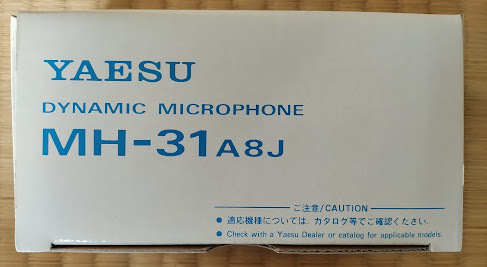 YAESU
DYNAMIC MICROPHONE
MH-31A8J
ご注意/CAUTION
● 適応機種については、カタログ等でご確認ください.
● Check with a Yaesu Dealer or catalog for applicable models.